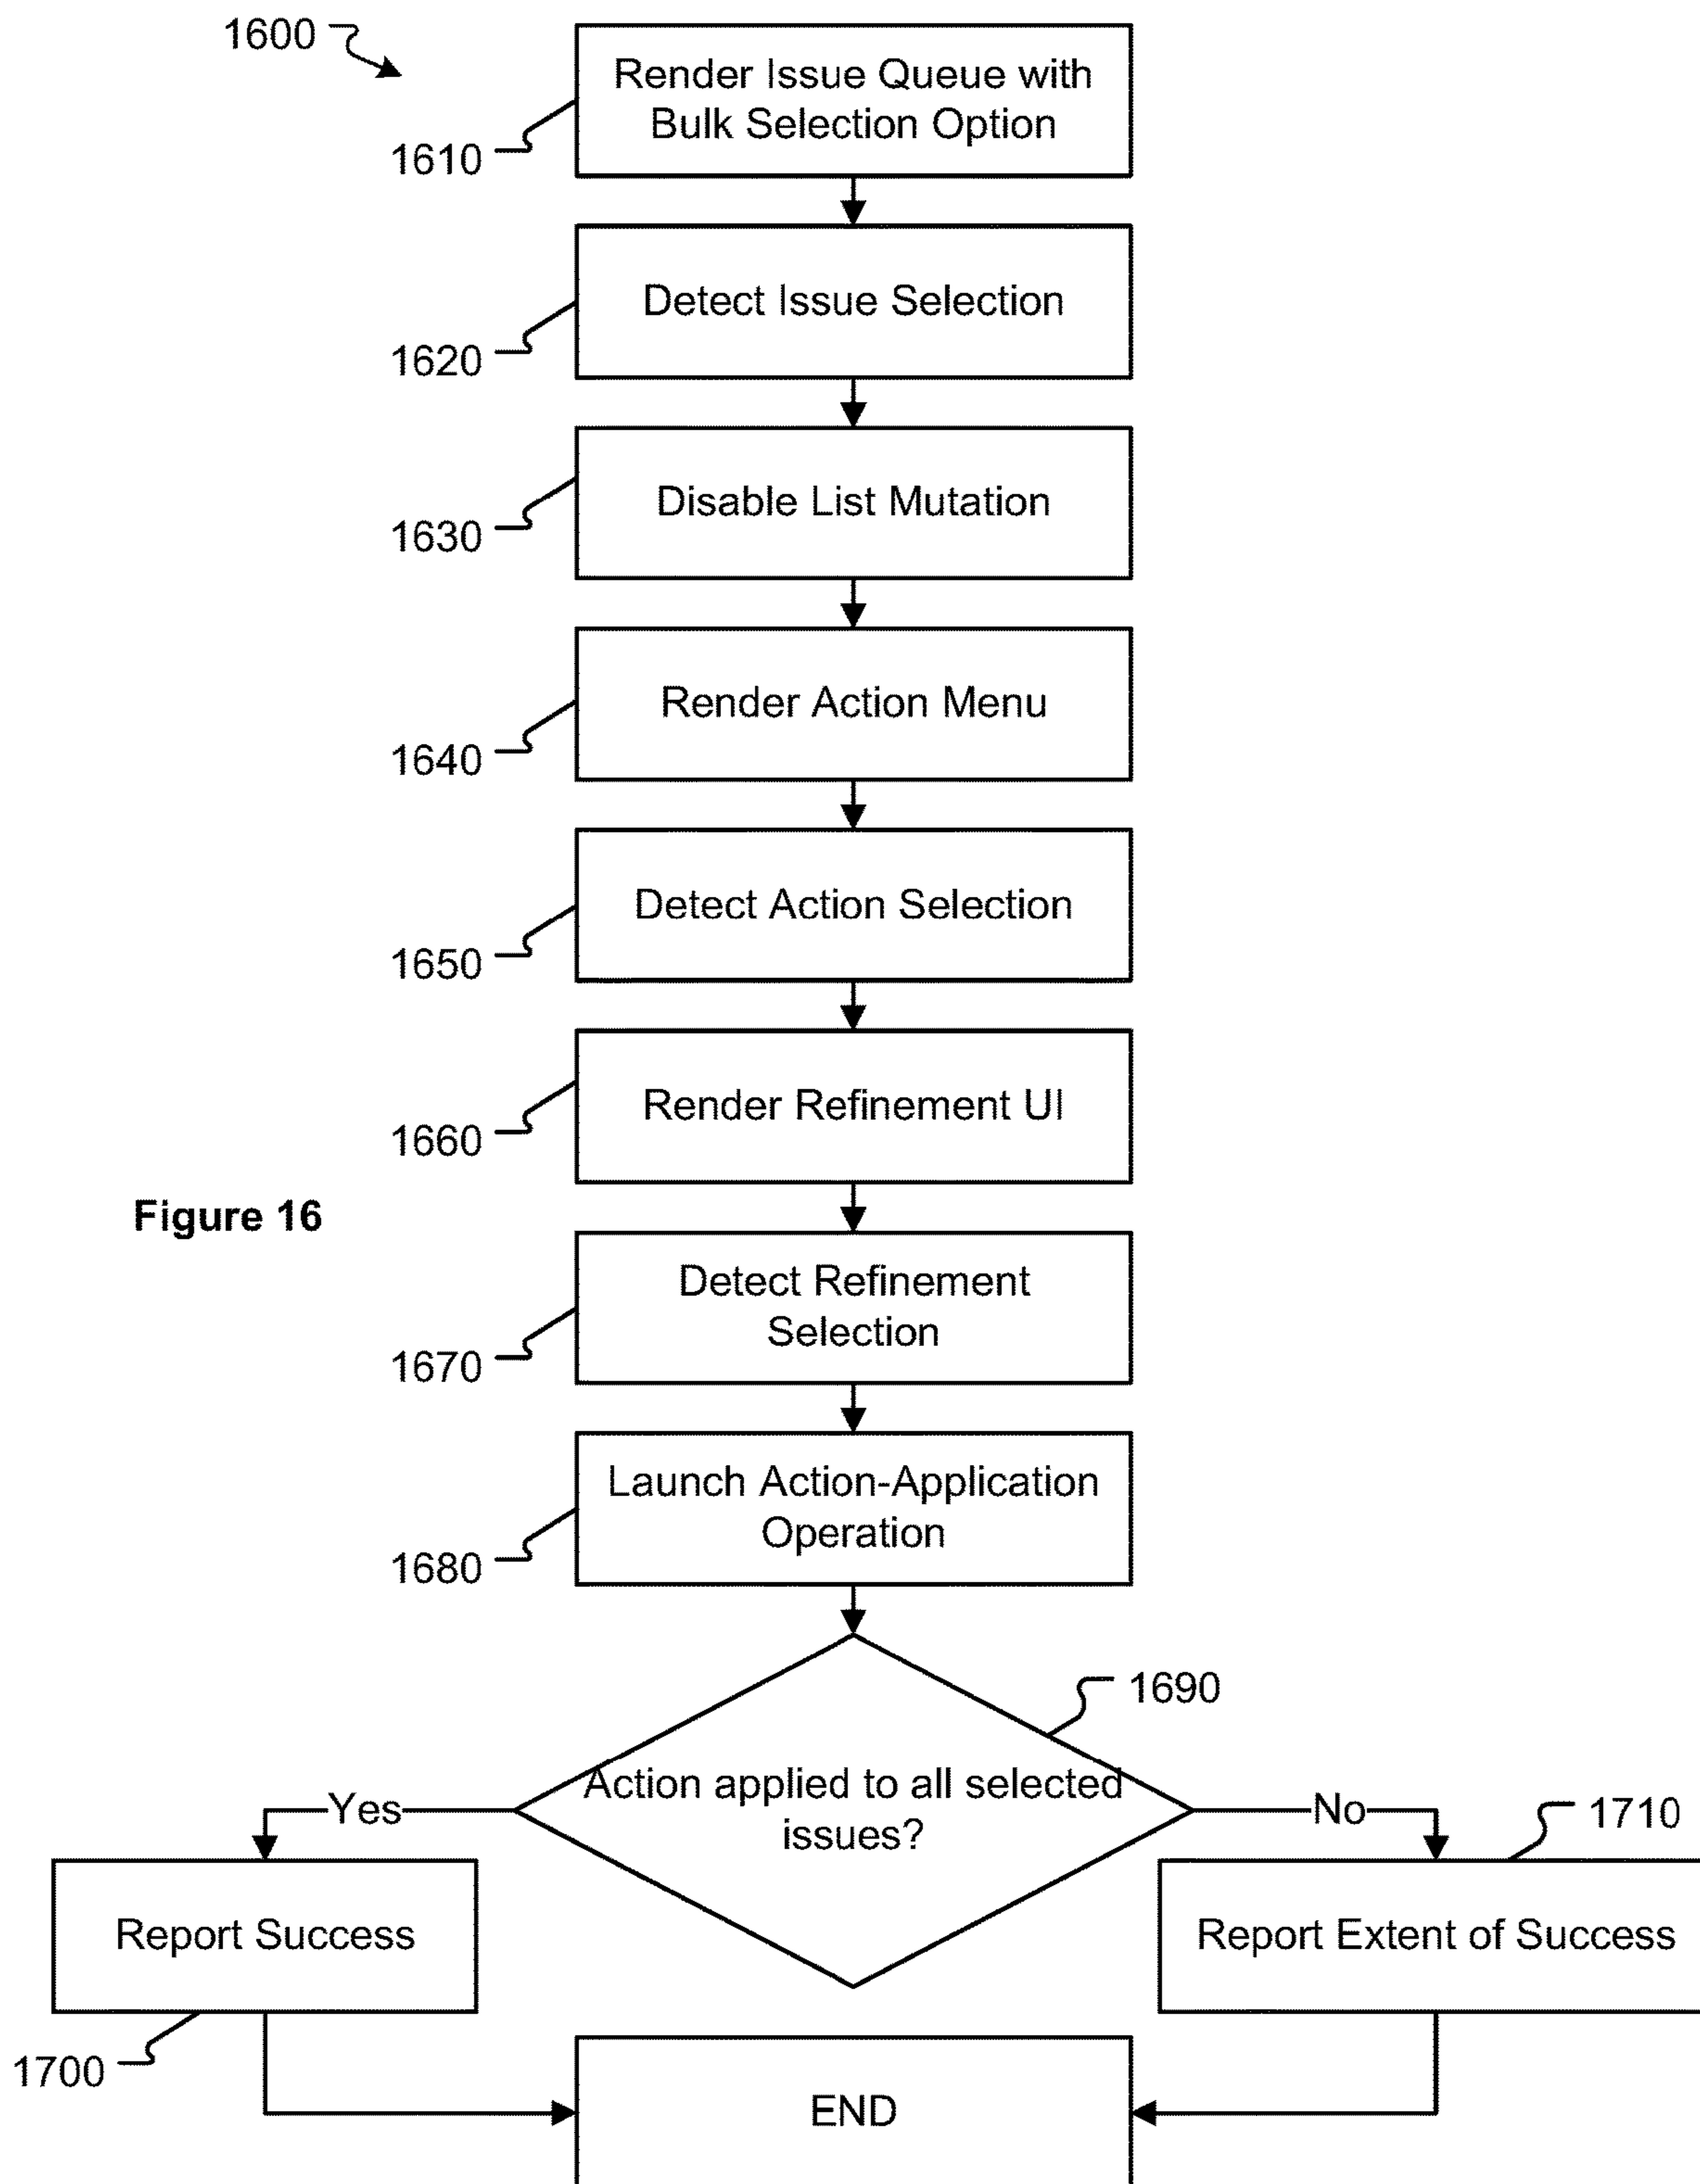 1600
Render Issue Queue with
Bulk Selection Option
1610
Detect Issue Selection
1620
Disable List Mutation
1630
Render Action Menu
1640
Detect Action Selection
1650
Render Refinement UI
1660
Figure 16
Detect Refinement
Selection
1670
Launch Action-Application
Operation
1680
1690
Action applied to all selected
issues?
Yes
No
1710
Report Success
Report Extent of Success
1700
END